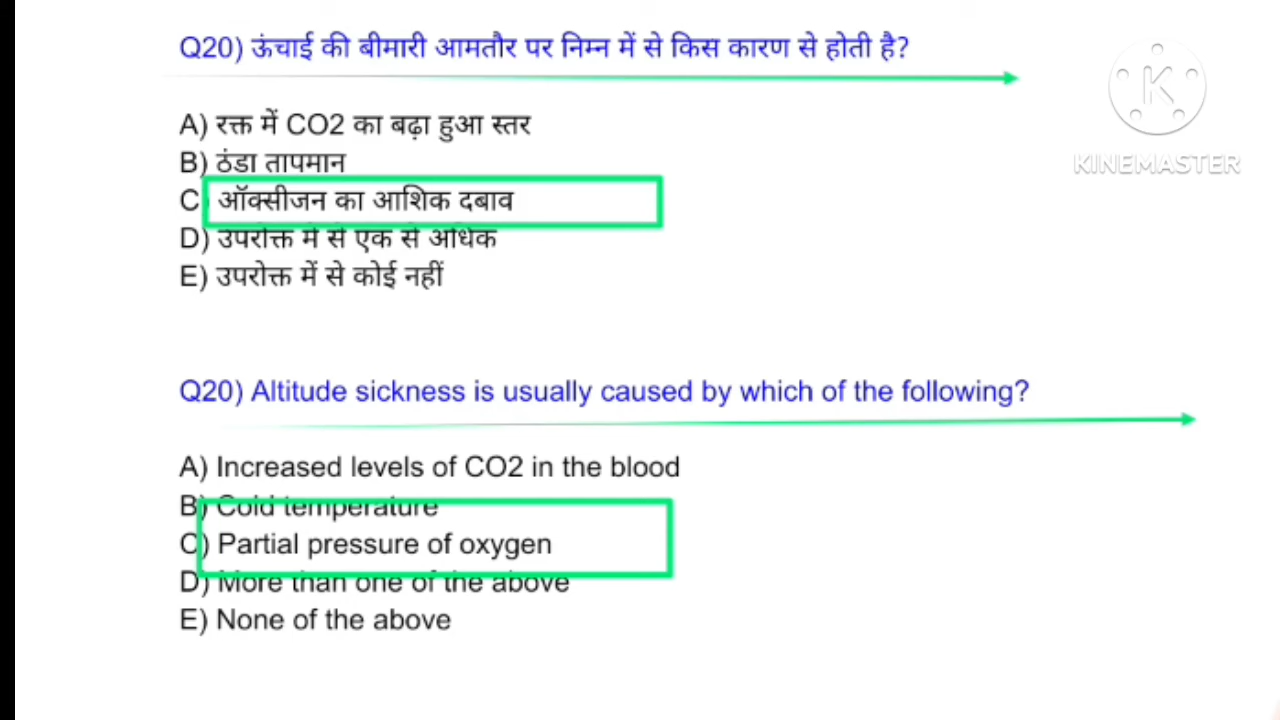 Q20) ऊंचाई की बीमारी आमतौर पर निम्न में से किस कारण से होती है?
A) रक्त में CO2 का बढ़ा हुआ स्तर
B) ठंडा तापमान
C) ऑक्सीजन का आशिक दबाव
D) उपरोक्त में से एक से अधिक
E) उपरोक्त में से कोई नहीं
KINEMASTER
Q20) Altitude sickness is usually caused by which of the following?
A) Increased levels of CO2 in the blood
B) Cold temperature
C) Partial pressure of oxygen
D) More than one of the above
E) None of the above